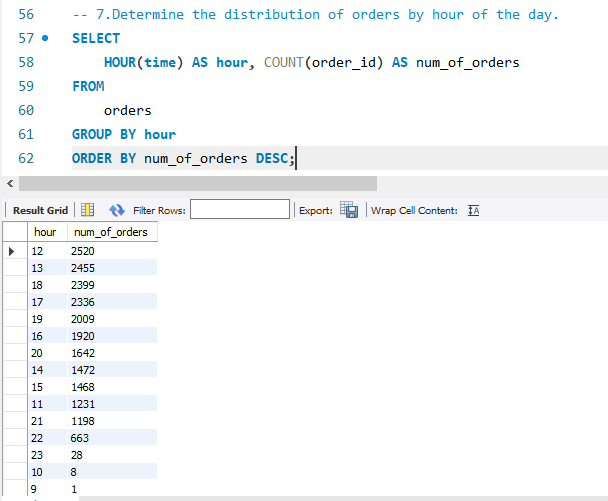 56 -- 7.Determine the distribution of orders by hour of the day.
57 SELECT
58 HOUR(time) AS hour, COUNT(order_id) AS num_of_orders
59 FROM
60 orders
61 GROUP BY hour
62 ORDER BY num_of_orders DESC;
Result Grid Filter Rows: Export: Wrap Cell Content: IA
hour num_of_orders
12 2520
13 2455
18 2399
17 2336
19 2009
16 1920
20 1642
14 1472
15 1468
11 1231
21 1198
22 663
23 28
10 8
9 1